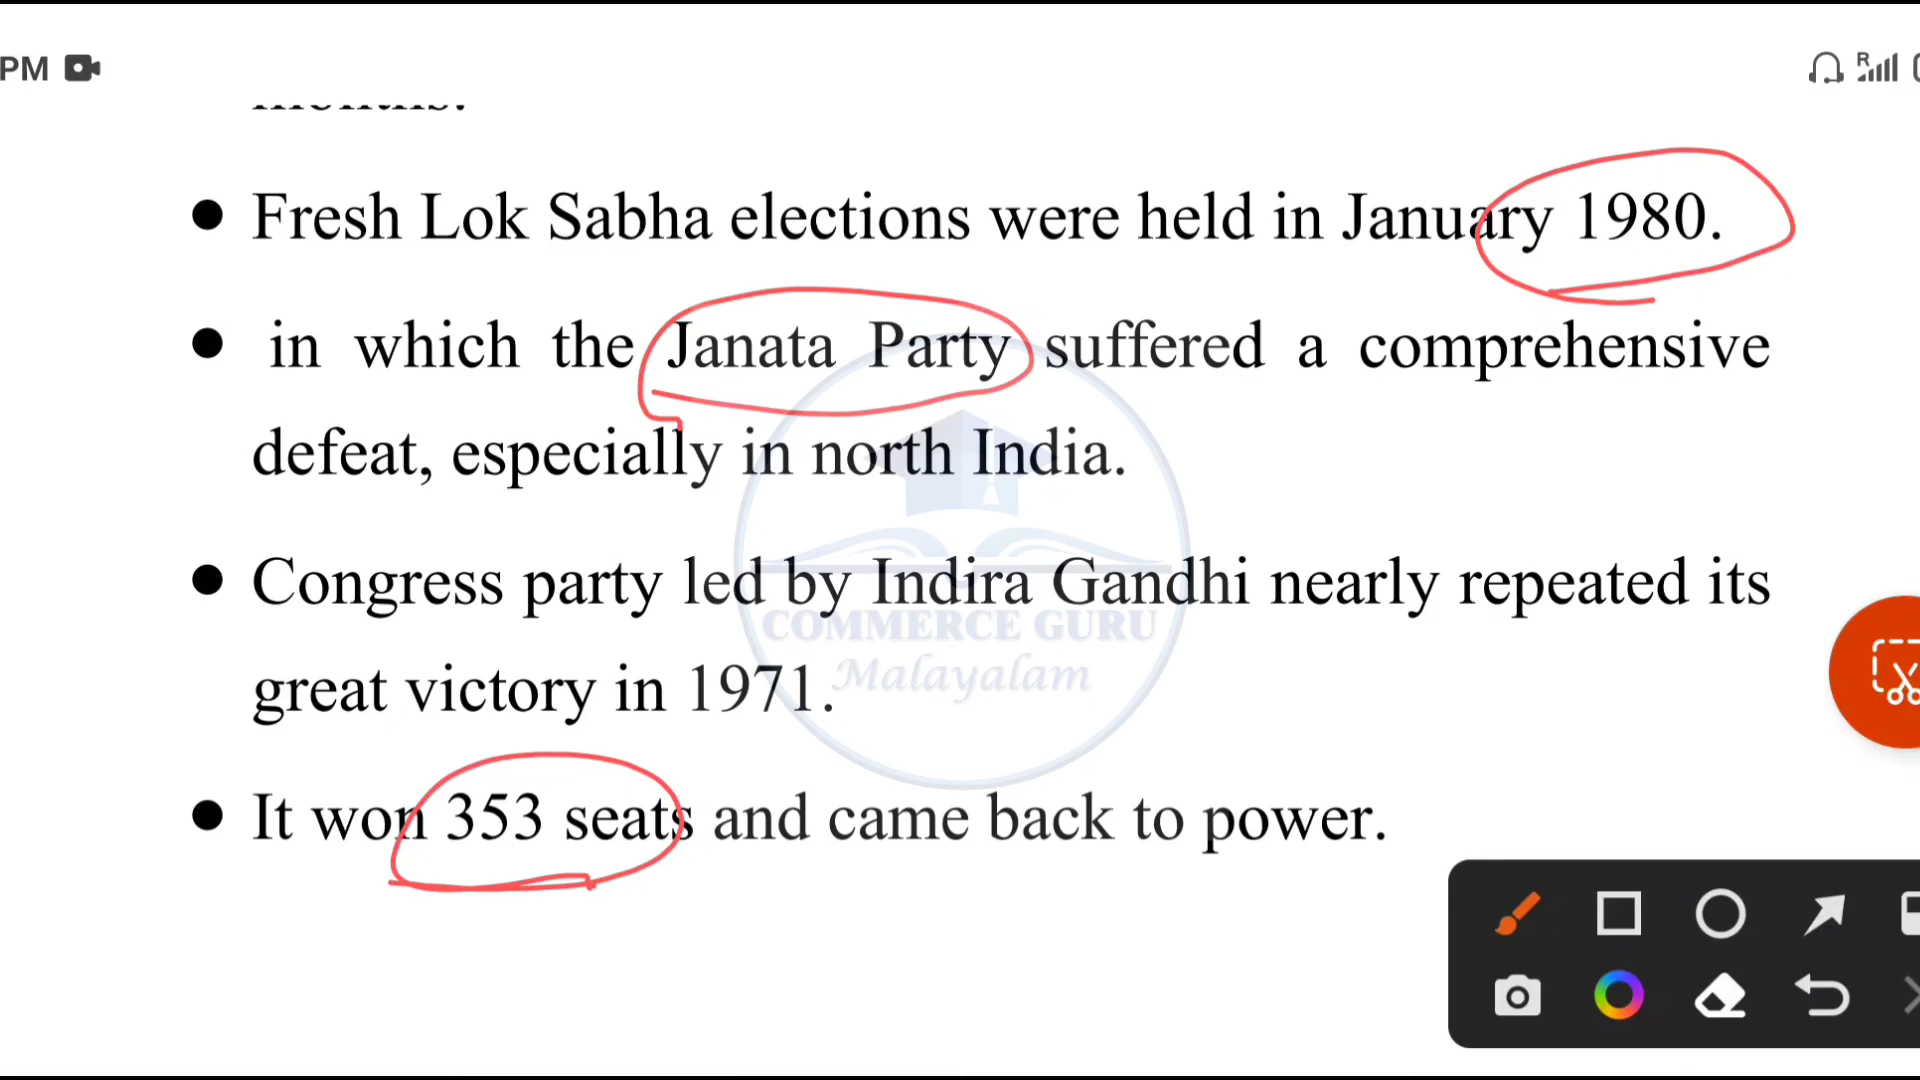 PM
R
months.
● Fresh Lok Sabha elections were held in January 1980.
● in which the Janata Party suffered a comprehensive
defeat, especially in north India.
● Congress party led by Indira Gandhi nearly repeated its
great victory in 1971.
● It won 353 seats and came back to power.
COMMERCE GURU
Malayalam